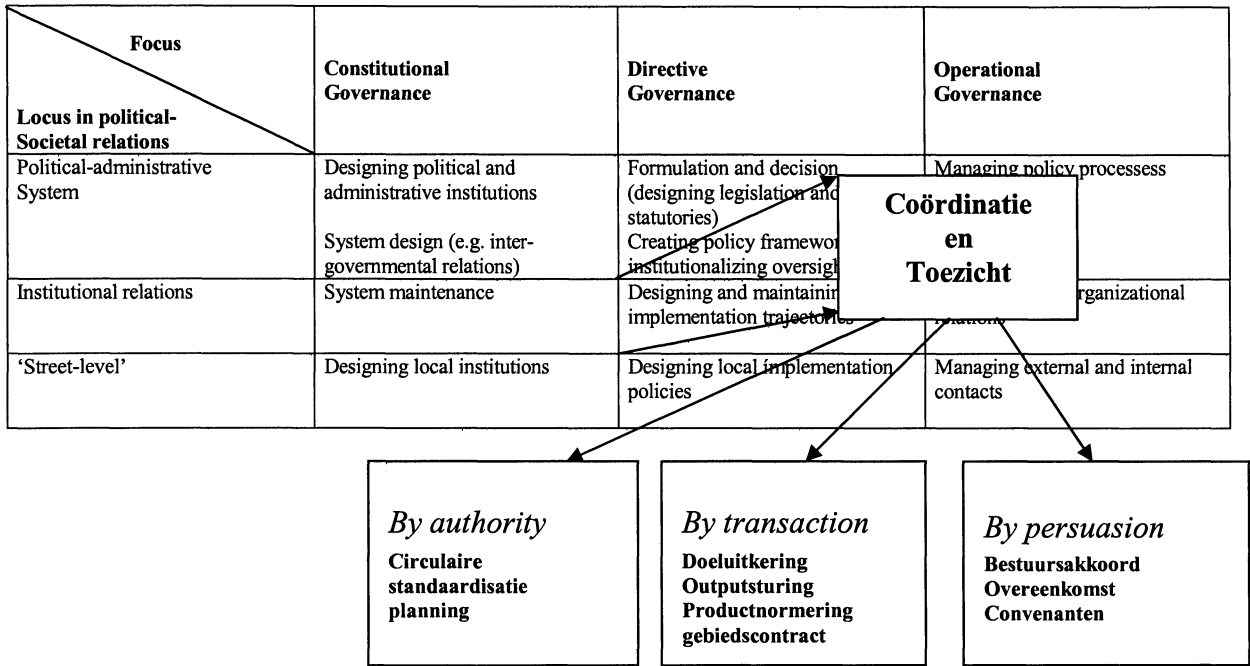 Focus
Locus in political-
Societal relations
Constitutional
Governance
Directive
Governance
Operational
Governance
Political-administrative
System
Designing political and
administrative institutions
System design (e.g. inter-
governmental relations)
Formulation and decision
(designing legislation and
statutories)
Creating policy
institutionalizing
Managing policy processess
Coördinatie
en
Toezicht
Institutional relations
System maintenance
Designing and
implementation trajectories
relations
‘Street-level’
Designing local institutions
Designing local implementation
policies
Managing external and internal
contacts
By authority
Circulaire
standaardisatie
planning
By transaction
Doeluitkering
Outputsturing
Productnormering
gebiedscontract
By persuasion
Bestuursakkoord
Overeenkomst
Convenanten